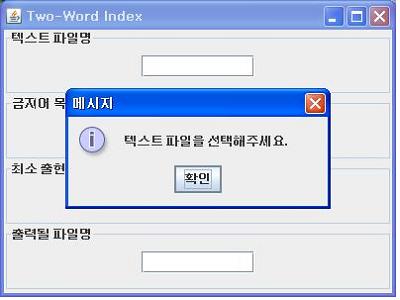 Two-Word Index
텍스트 파일명
금지어 목
메시지
텍스트 파일을 선택해주세요.
확인
최소 출현
출력될 파일명